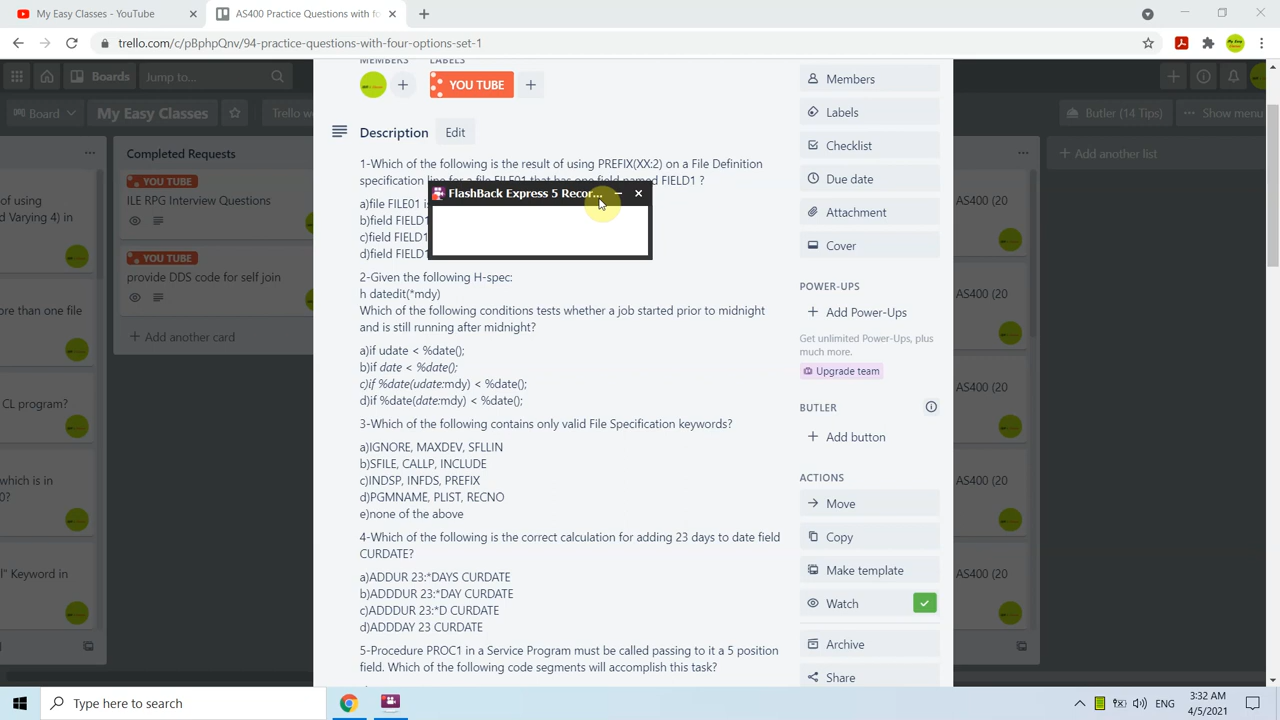 My Easy Classes - YouTube
AS400 Practice Questions with fo
trello.com/c/pBphpQnv/94-practice-questions-with-four-options-set-1
Boards
Jump to...
Board
My Easy Classes
Trello we
Butler (14 Tips)
Show menu
of using
Varying) 4) in
ore than one file
CL program?
which is in
0?
l" Keyword in
Completed Requests
YOU TUBE
ILE RPG Interview Questions
YOU TUBE
provide DDS code for self join
Add another card
MEMBERS
LABELS
YOU TUBE
Description
Edit
1-Which of the following is the result of using PREFIX(XX:2) on a File Definition
specification line for a file FILE01 that has one field named FIELD1 ?
a)file FILE01 is
b)field FIELD1
c)field FIELD1
d)field FIELD1
FlashBack Express 5 Recor...
2-Given the following H-spec:
h datedit(*mdy)
Which of the following conditions tests whether a job started prior to midnight
and is still running after midnight?
a)if udate < %date();
b)if date < %date();
c)if %date(udate:mdy) < %date();
d)if %date(date:mdy) < %date();
3-Which of the following contains only valid File Specification keywords?
a)IGNORE, MAXDEV, SFLLIN
b)SFILE, CALLP, INCLUDE
c)INDSP, INFDS, PREFIX
d)PGMNAME, PLIST, RECNO
e)none of the above
4-Which of the following is the correct calculation for adding 23 days to date field
CURDATE?
a)ADDUR 23:*DAYS CURDATE
b)ADDDUR 23:*DAY CURDATE
c)ADDDUR 23:*D CURDATE
d)ADDDAY 23 CURDATE
5-Procedure PROC1 in a Service Program must be called passing to it a 5 position
field. Which of the following code segments will accomplish this task?
Members
Labels
Checklist
Due date
Attachment
Cover
POWER-UPS
Add Power-Ups
Get unlimited Power-Ups, plus
much more.
Upgrade team
BUTLER
Add button
ACTIONS
Move
Copy
Make template
Watch
Archive
Share
Add another list
AS400 (20
AS400 (20
AS400 (20
AS400 (20
AS400 (20
Type here to search
ENG
3:32 AM
4/5/2021